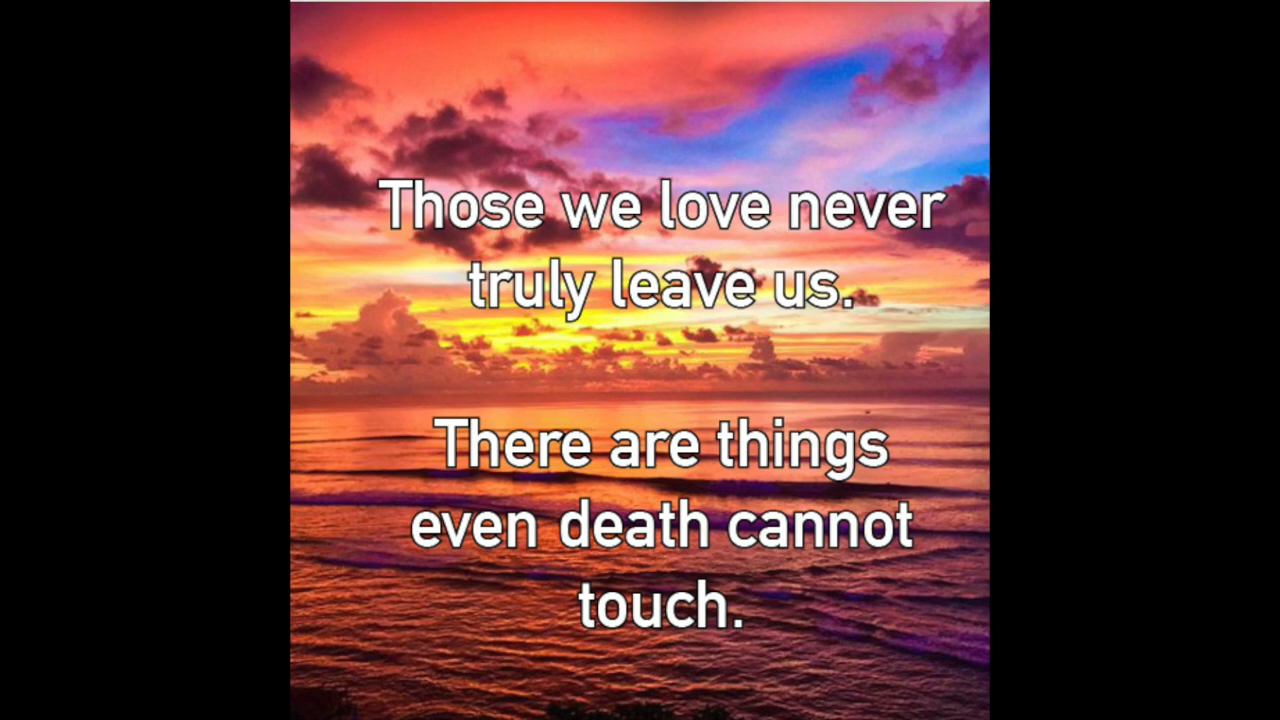 Those we love never
truly leave us.
There are things
even death cannot
touch.